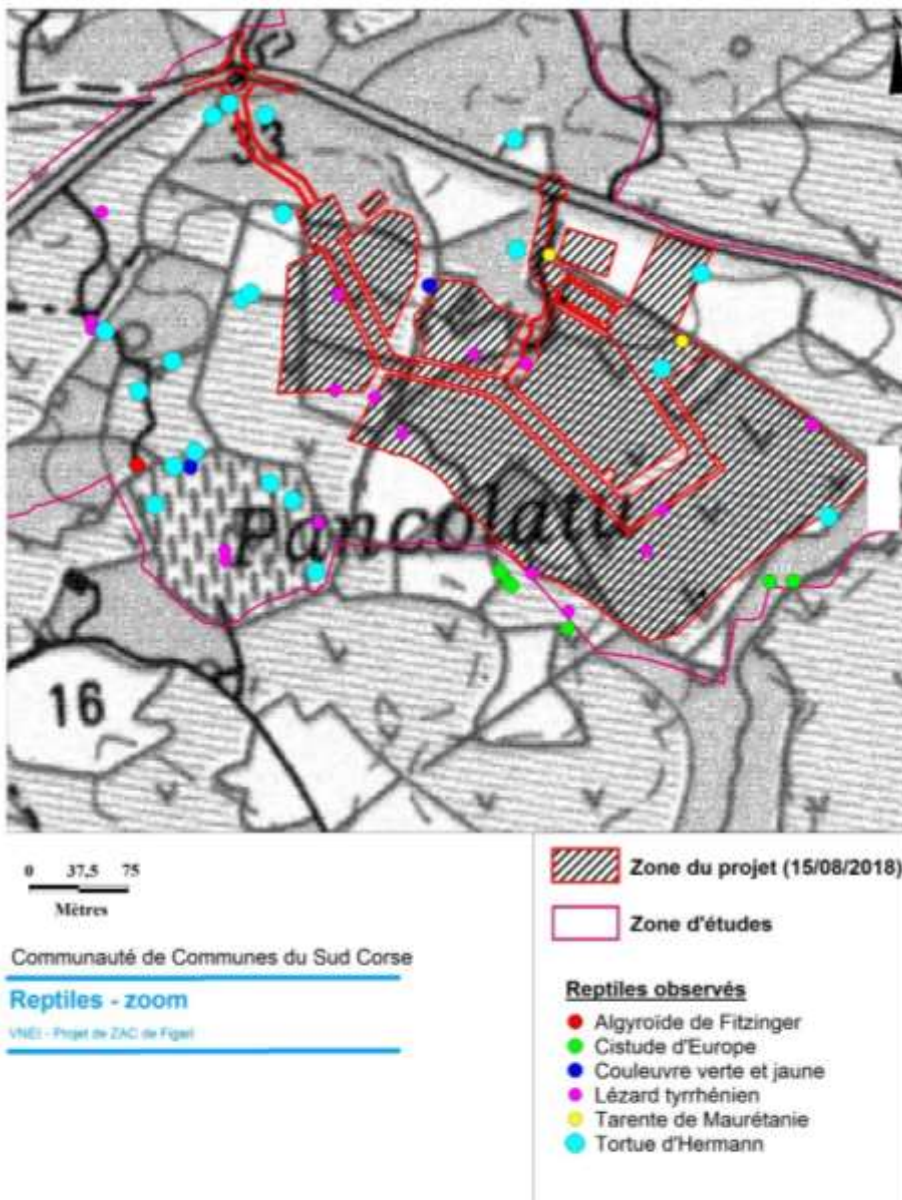 33
Pancolatu
16
0 37,5 75
Mètres
Communauté de Communes du Sud Corse
Reptiles - zoom
VNEI - Projet de ZAC de Figari
Zone du projet (15/08/2018)
Zone d'études
Reptiles observés
Algyroïde de Fitzinger
Cistude d'Europe
Couleuvre verte et jaune
Lézard tyrrhénien
Tarente de Maurétanie
Tortue d'Hermann